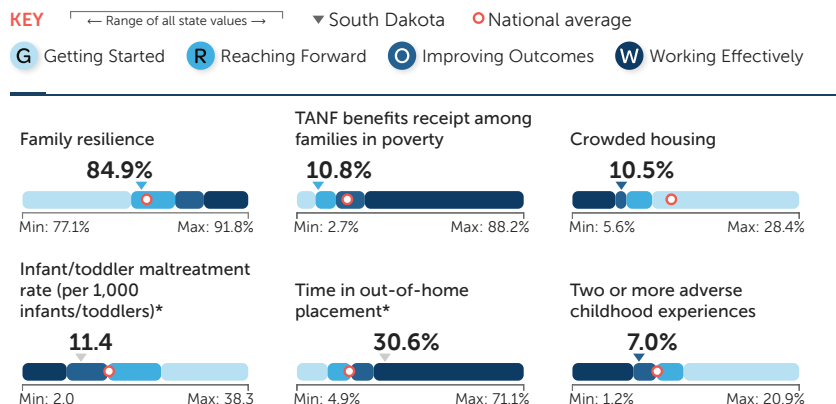 KEY ← Range of all state values → South Dakota National average
G Getting Started R Reaching Forward O Improving Outcomes W Working Effectively
Family resilience
84.9%
Min: 77.1% Max: 91.8%
TANF benefits receipt among
families in poverty
10.8%
Min: 2.7% Max: 88.2%
Crowded housing
10.5%
Min: 5.6% Max: 28.4%
Infant/toddler maltreatment
rate (per 1,000
infants/toddlers)*
11.4
Min: 2.0 Max: 38.3
Time in out-of-home
placement*
30.6%
Min: 4.9% Max: 71.1%
Two or more adverse
childhood experiences
7.0%
Min: 1.2% Max: 20.9%